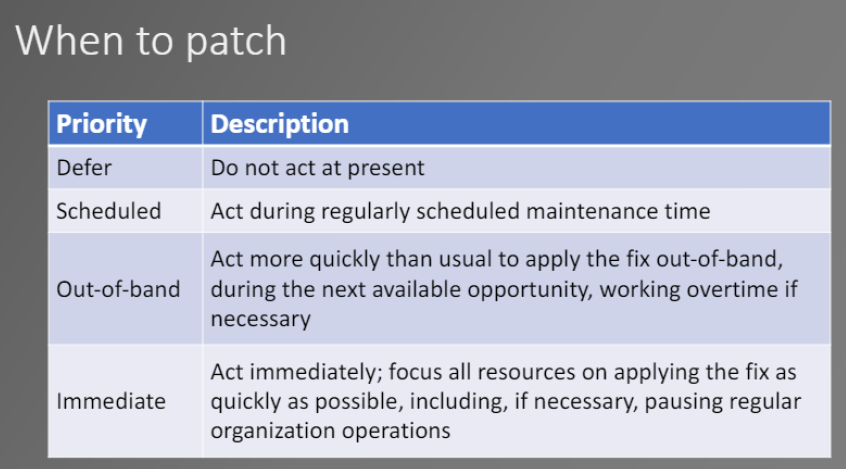 When to patch
Priority Description
Defer Do not act at present
Scheduled Act during regularly scheduled maintenance time
Act more quickly than usual to apply the fix out-of-band,
Out-of-band during the next available opportunity, working overtime if
necessary
Act immediately; focus all resources on applying the fix as
Immediate quickly as possible, including, if necessary, pausing regular
organization operations